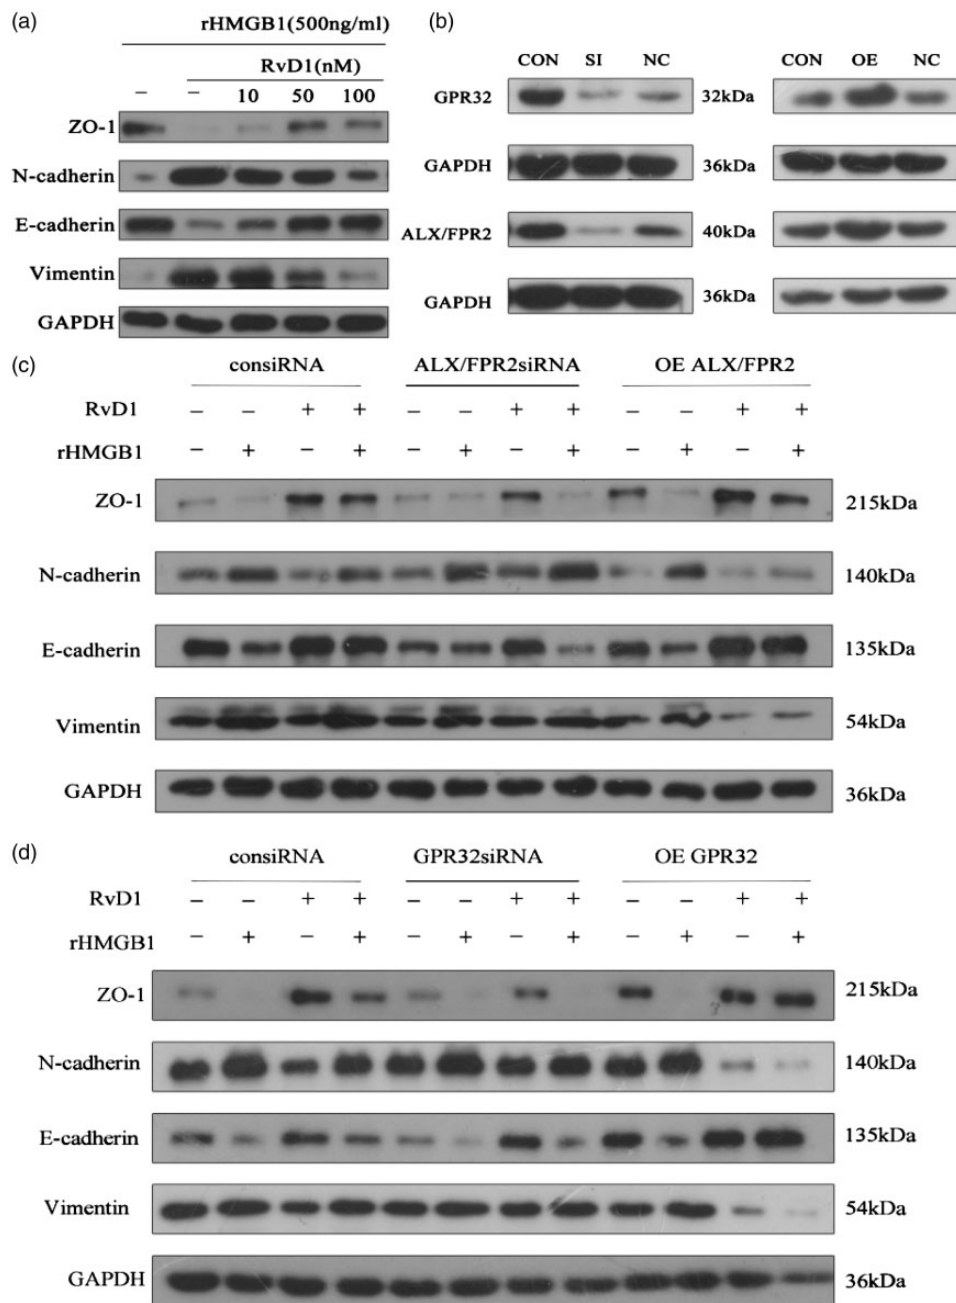 (a)
rHMGB1(500ng/ml)
RvD1(nM)
– – 10 50 100
ZO-1
N-cadherin
E-cadherin
Vimentin
GAPDH
(b)
CON SI NC CON OE NC
GPR32 32kDa
GAPDH 36kDa
ALX/FPR2 40kDa
GAPDH 36kDa
(c)
consiRNA ALX/FPR2siRNA OE ALX/FPR2
RvD1 – – + + – – + + – – + +
rHMGB1 – + – + – + – + – + – +
ZO-1 215kDa
N-cadherin 140kDa
E-cadherin 135kDa
Vimentin 54kDa
GAPDH 36kDa
(d)
consiRNA GPR32siRNA OE GPR32
RvD1 – – + + – – + + – – + +
rHMGB1 – + – + – + – + – + – +
ZO-1 215kDa
N-cadherin 140kDa
E-cadherin 135kDa
Vimentin 54kDa
GAPDH 36kDa